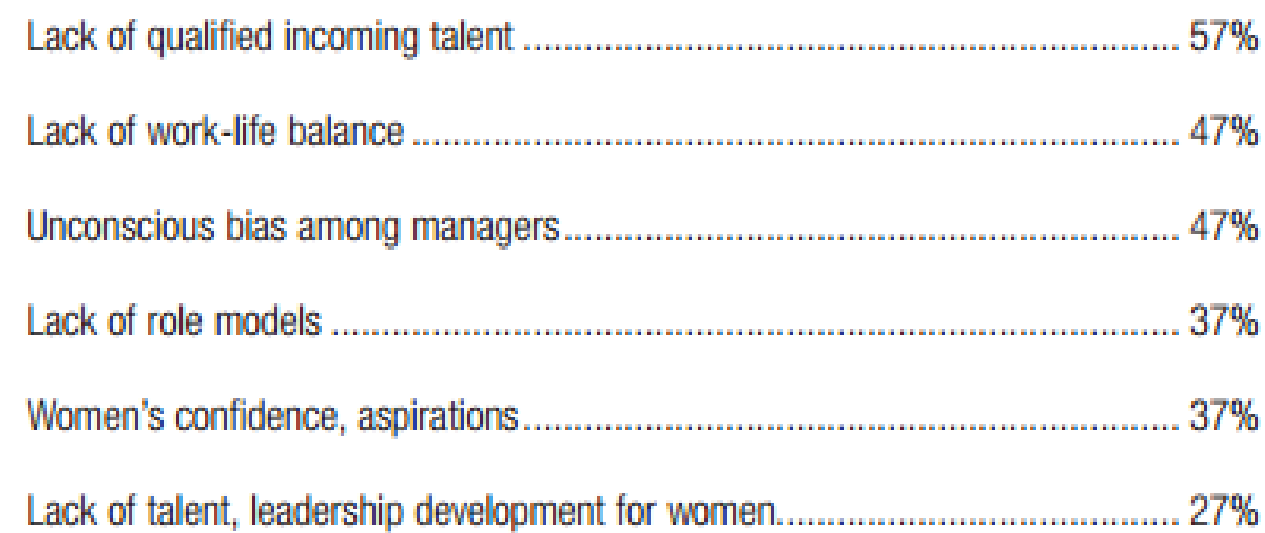 Lack of qualified incoming talent ........................................................ 57%
Lack of work-life balance .................................................................. 47%
Unconscious bias among managers..................................................... 47%
Lack of role models ......................................................................... 37%
Women's confidence, aspirations........................................................ 37%
Lack of talent, leadership development for women.................................. 27%